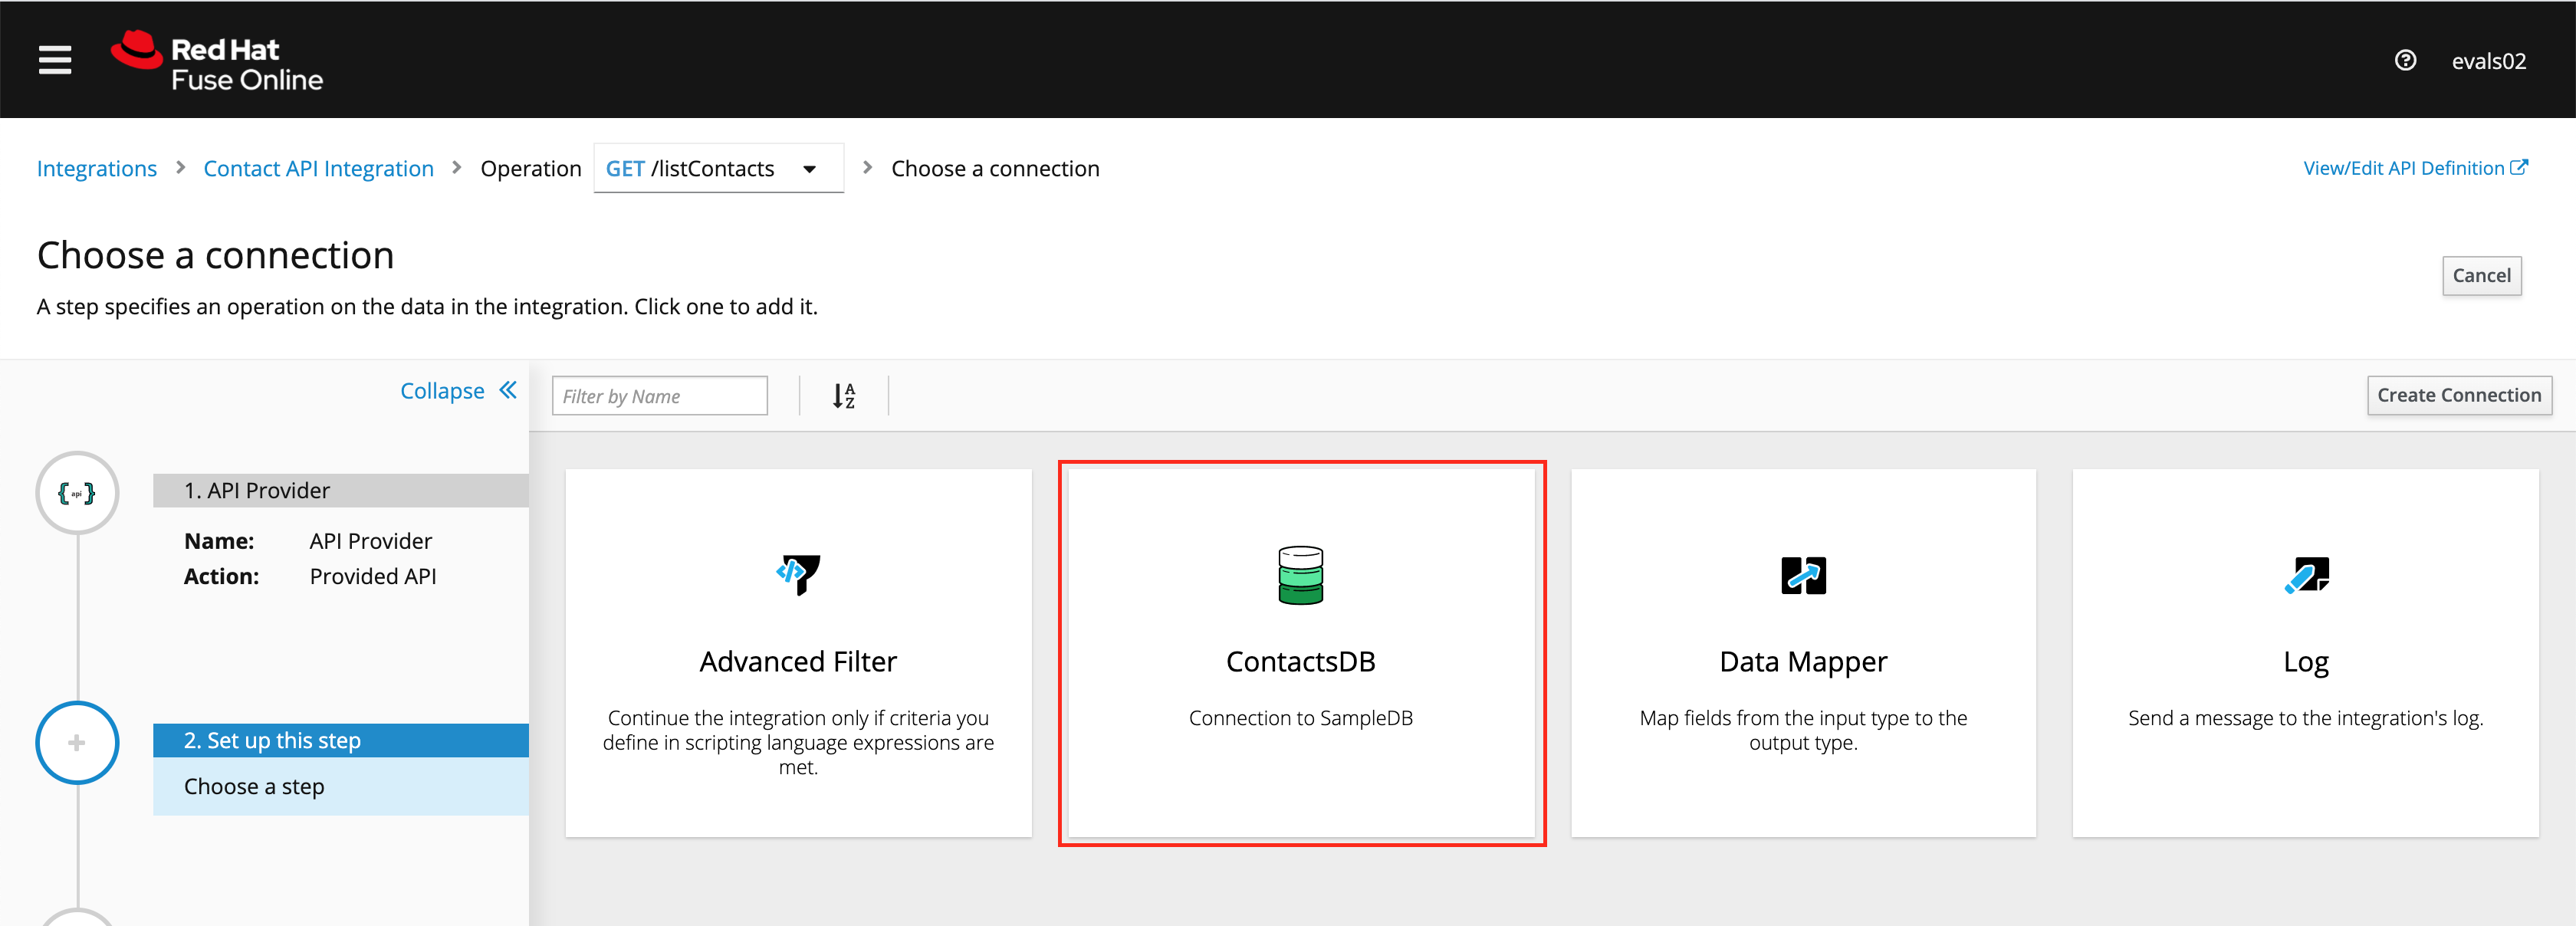 Red Hat
Fuse Online
evals02
Integrations > Contact API Integration > Operation GET /listContacts > Choose a connection
View/Edit API Definition
Choose a connection
Cancel
A step specifies an operation on the data in the integration. Click one to add it.
Collapse
Filter by Name
A
Z
Create Connection
api
1. API Provider
Name: API Provider
Action: Provided API
2. Set up this step
Choose a step
Advanced Filter
Continue the integration only if criteria you
define in scripting language expressions are
met.
ContactsDB
Connection to SampleDB
Data Mapper
Map fields from the input type to the
output type.
Log
Send a message to the integration's log.